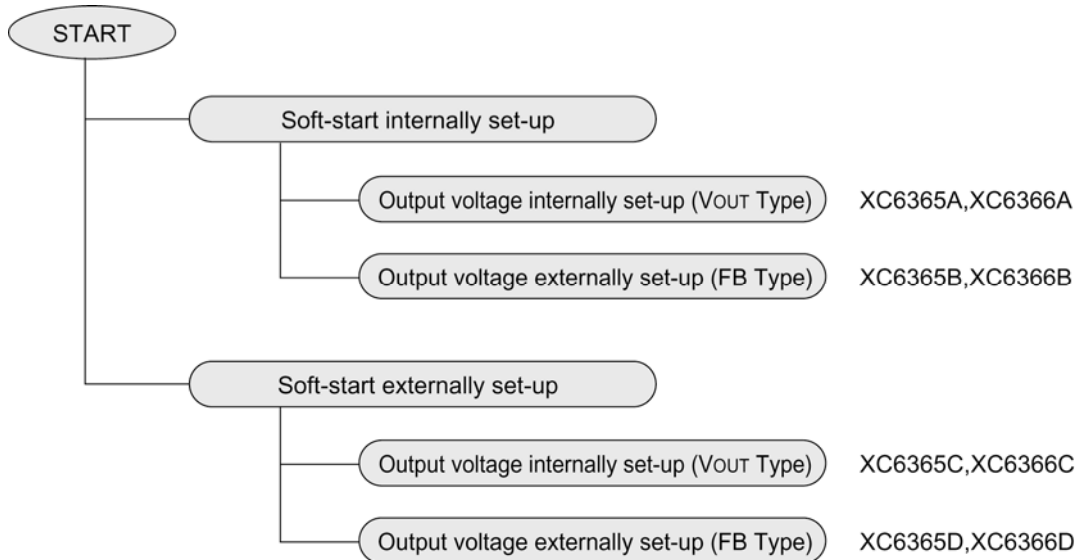 START
Soft-start internally set-up
Output voltage internally set-up (VOUT Type) XC6365A,XC6366A
Output voltage externally set-up (FB Type) XC6365B,XC6366B
Soft-start externally set-up
Output voltage internally set-up (VOUT Type) XC6365C,XC6366C
Output voltage externally set-up (FB Type) XC6365D,XC6366D